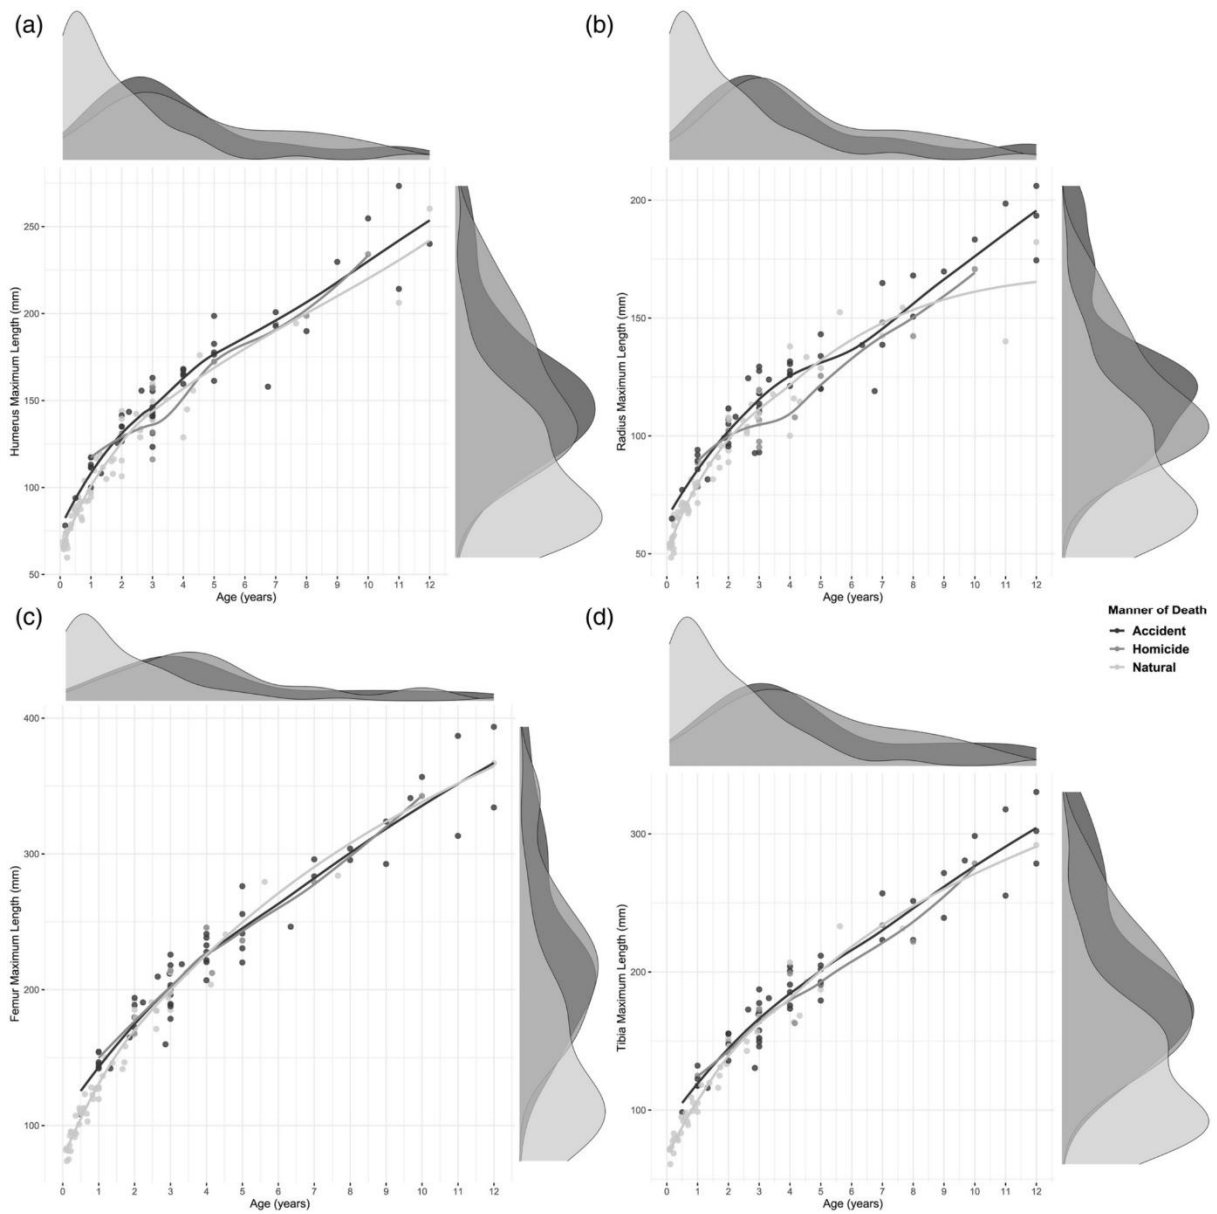 (a)
250
200
150
100
50
Humerus Maximum Length (mm)
0 1 2 3 4 5 6 7 8 9 10 11 12
Age (years)
(b)
200
150
100
50
Radius Maximum Length (mm)
0 1 2 3 4 5 6 7 8 9 10 11 12
Age (years)
(c)
400
300
200
100
Femur Maximum Length (mm)
0 1 2 3 4 5 6 7 8 9 10 11 12
Age (years)
(d)
Manner of Death
Accident
Homicide
Natural
300
200
100
Tibia Maximum Length (mm)
0 1 2 3 4 5 6 7 8 9 10 11 12
Age (years)